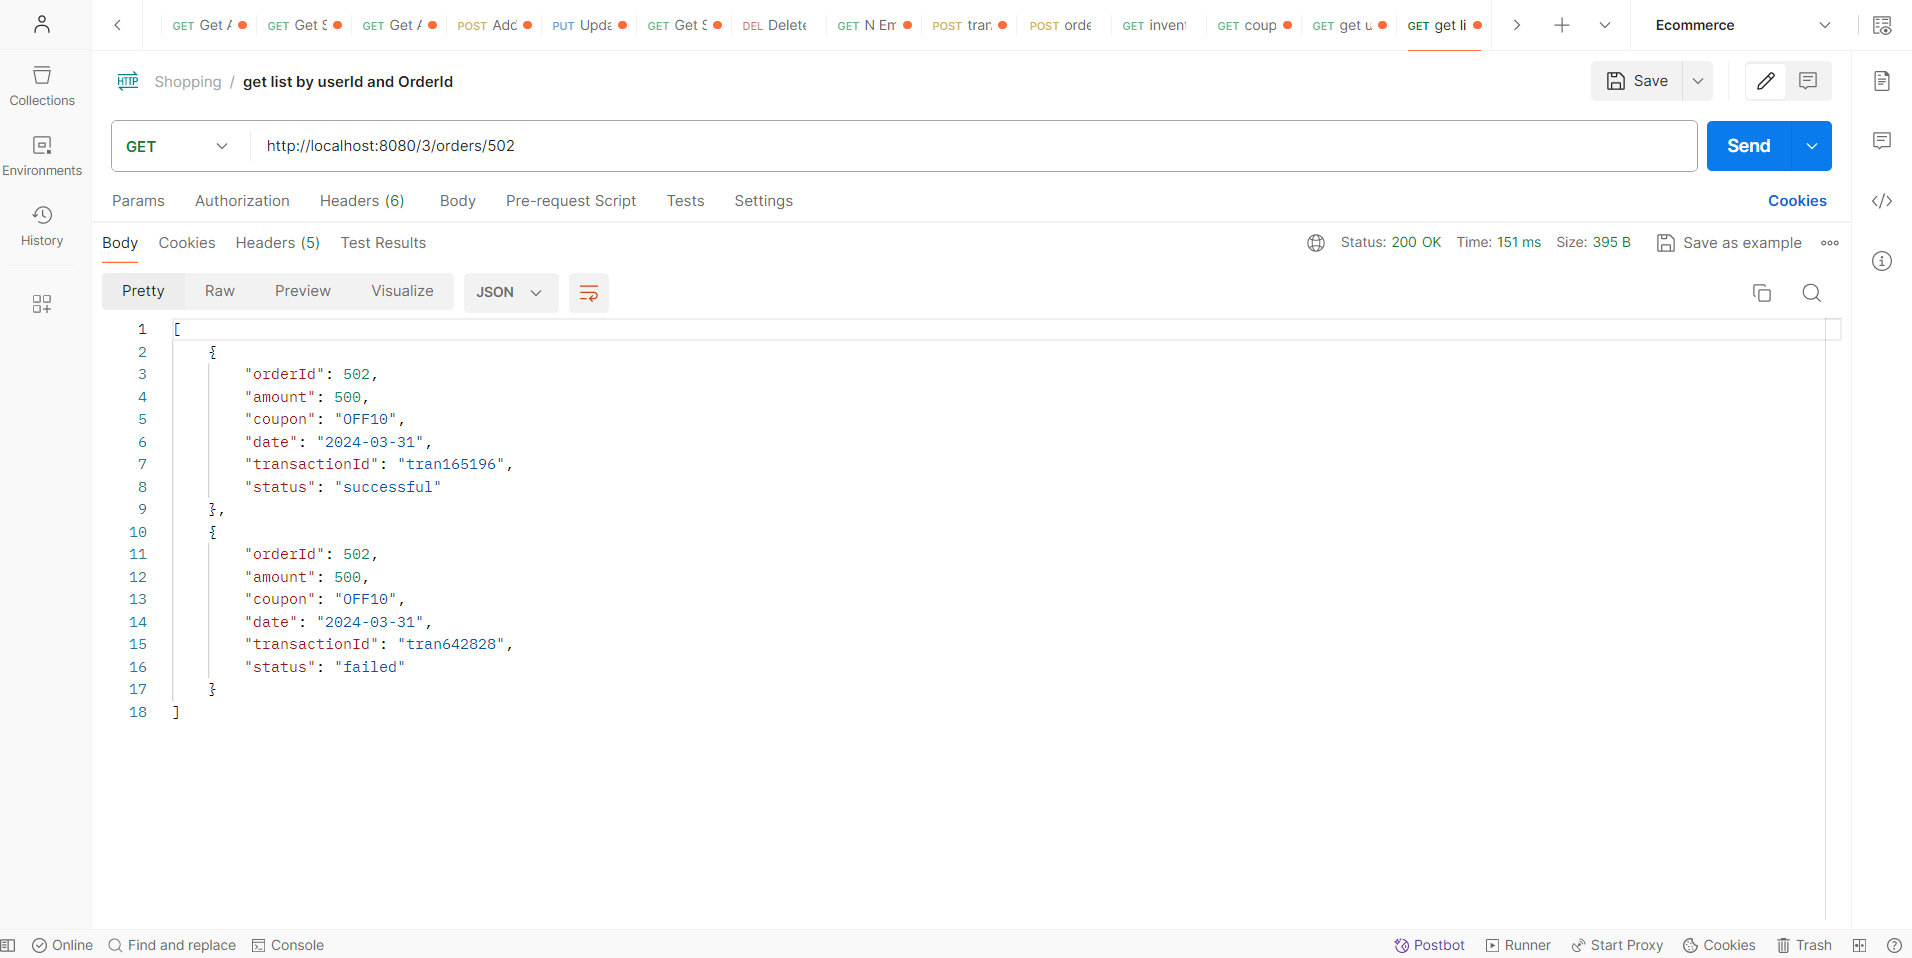 GET Get A GET Get S GET Get A POST Add PUT Upda GET Get S DEL Delete GET N Em POST tran POST orde GET invent GET coup GET get u GET get li Ecommerce
HTTP Shopping / get list by userId and OrderId Save
Collections
Environments
History
GET http://localhost:8080/3/orders/502 Send
Params Authorization Headers (6) Body Pre-request Script Tests Settings Cookies
Body Cookies Headers (5) Test Results Status: 200 OK Time: 151 ms Size: 395 B Save as example
Pretty Raw Preview Visualize JSON
1 [
2 {
3 "orderId": 502,
4 "amount": 500,
5 "coupon": "OFF10",
6 "date": "2024-03-31",
7 "transactionId": "tran165196",
8 "status": "successful"
9 },
10 {
11 "orderId": 502,
12 "amount": 500,
13 "coupon": "OFF10",
14 "date": "2024-03-31",
15 "transactionId": "tran642828",
16 "status": "failed"
17 }
18 ]
Online Find and replace Console Postbot Runner Start Proxy Cookies Trash